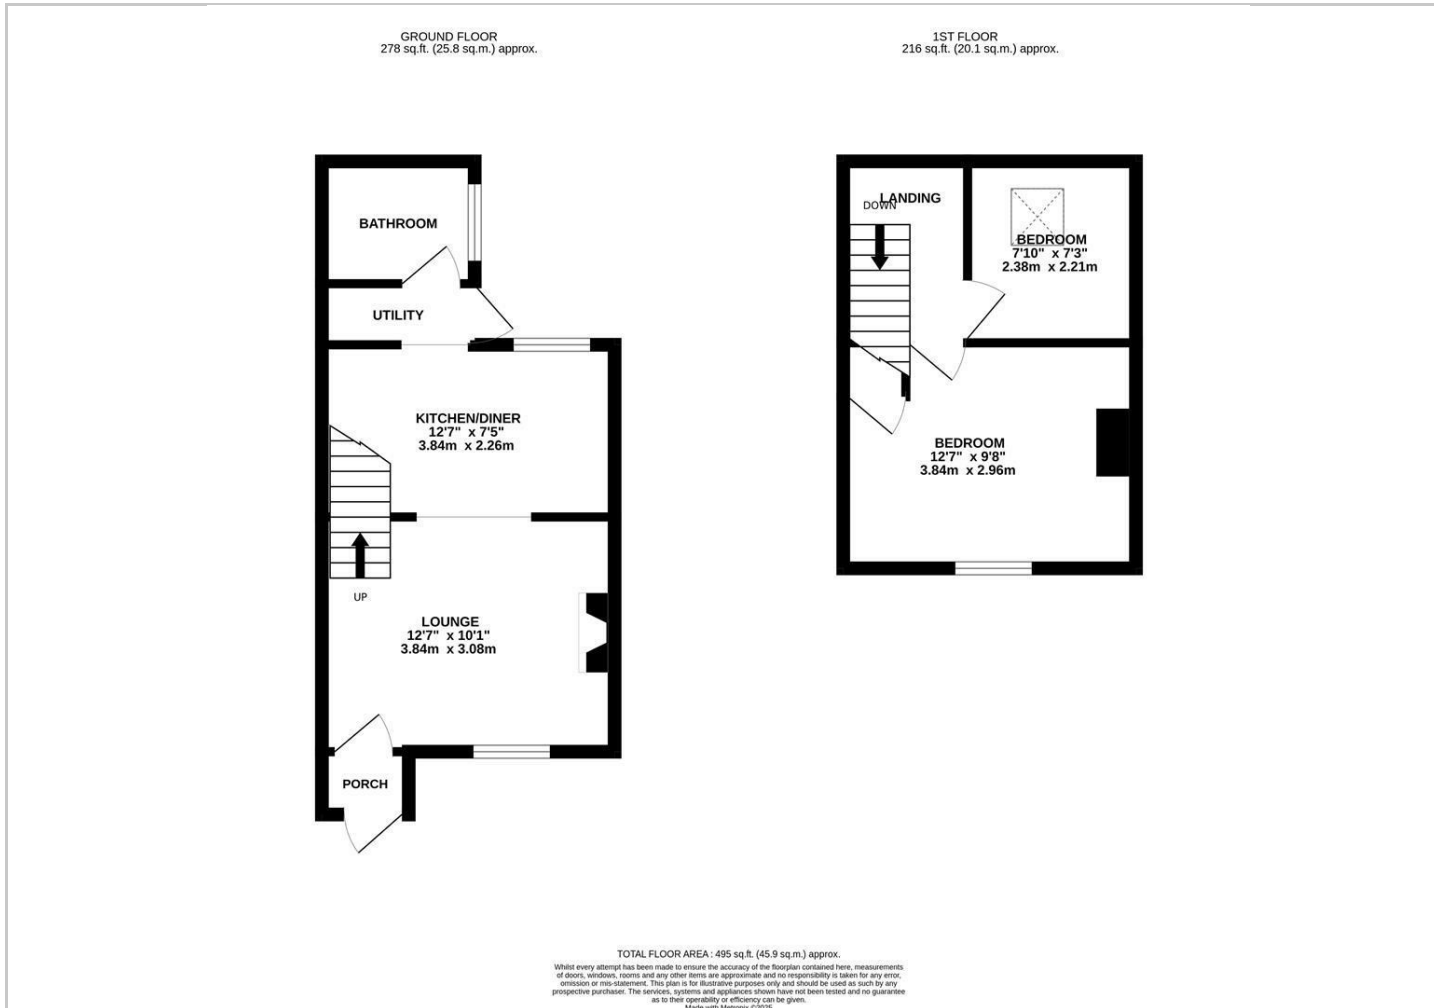 GROUND FLOOR
278 sq.ft. (25.8 sq.m.) approx.
1ST FLOOR
216 sq.ft. (20.1 sq.m.) approx.
BATHROOM
UTILITY
KITCHEN/DINER
12'7" x 7'5"
3.84m x 2.26m
UP
LOUNGE
12'7" x 10'1"
3.84m x 3.08m
PORCH
LANDING
DOWN
BEDROOM
7'10" x 7'3"
2.38m x 2.21m
BEDROOM
12'7" x 9'8"
3.84m x 2.96m
TOTAL FLOOR AREA : 495 sq.ft. (45.9 sq.m.) approx.
Whilst every attempt has been made to ensure the accuracy of the floorplan contained here, measurements
of doors, windows, rooms and any other items are approximate and no responsibility is taken for any error,
omission or mis-statement. This plan is for illustrative purposes only and should be used as such by any
prospective purchaser. The services, systems and appliances shown have not been tested and no guarantee
as to their operability or efficiency can be given.
Made with Metropix ©2025